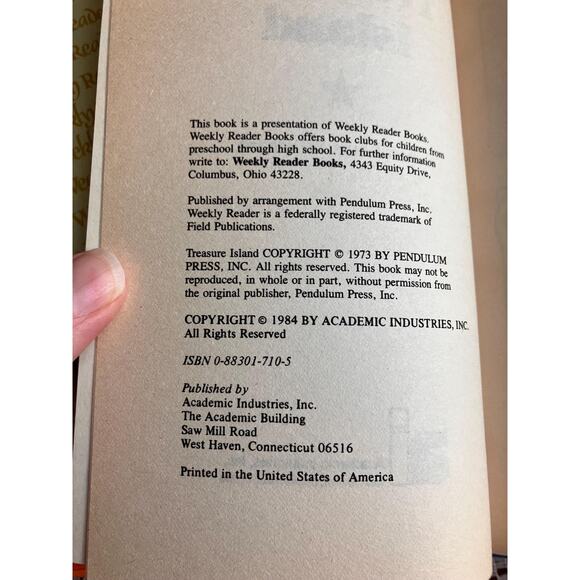 This book is a presentation of Weekly Reader Books.
Weekly Reader Books offers book clubs for children from
preschool through high school. For further information
write to: Weekly Reader Books, 4343 Equity Drive,
Columbus, Ohio 43228.
Published by arrangement with Pendulum Press, Inc.
Weekly Reader is a federally registered trademark of
Field Publications.
Treasure Island COPYRIGHT © 1973 BY PENDULUM
PRESS, INC. All rights reserved. This book may not be
reproduced, in whole or in part, without permission from
the original publisher, Pendulum Press, Inc.
COPYRIGHT © 1984 BY ACADEMIC INDUSTRIES, INC.
All Rights Reserved
ISBN 0-88301-710-5
Published by
Academic Industries, Inc.
The Academic Building
Saw Mill Road
West Haven, Connecticut 06516
Printed in the United States of America